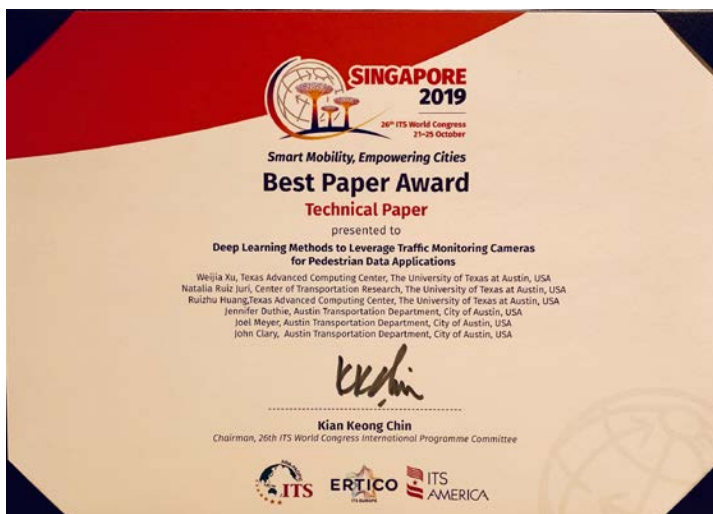 SINGAPORE
2019
26th ITS World Congress
21-25 October
Smart Mobility, Empowering Cities
Best Paper Award
Technical Paper
presented to
Deep Learning Methods to Leverage Traffic Monitoring Cameras
for Pedestrian Data Applications
Weijia Xu, Texas Advanced Computing Center, The University of Texas at Austin, USA
Natalia Ruiz Juri, Center of Transportation Research, The University of Texas at Austin, USA
Ruizhu Huang,Texas Advanced Computing Center, The University of Texas at Austin, USA
Jennifer Duthie, Austin Transportation Department, City of Austin, USA
Joel Meyer, Austin Transportation Department, City of Austin, USA
John Clary, Austin Transportation Department, City of Austin, USA
KKChin
Kian Keong Chin
Chairman, 26th ITS World Congress International Programme Committee
ITS
ERTICO
ITS EUROPE
ITS
AMERICA